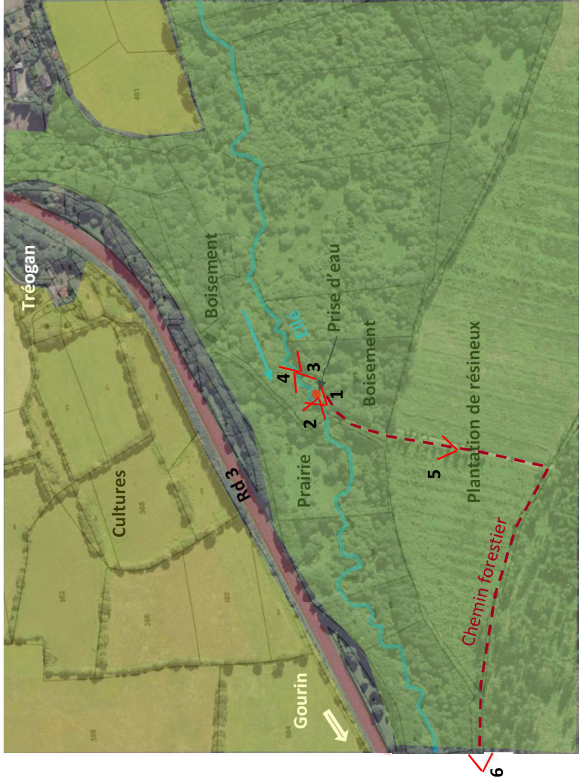 Tréogan
401
Cultures
Boisement
Rd 3
Gourin
Ellé
Prairie
Prise d’eau
4
3
2
1
Boisement
5
Plantation de résineux
Chemin forestier
6